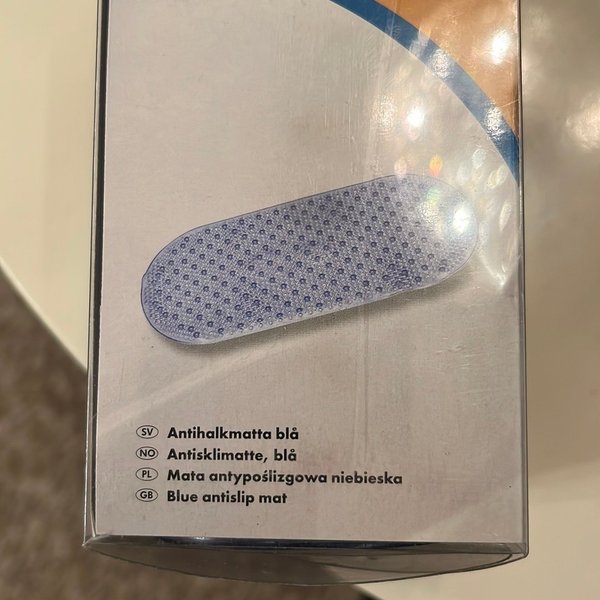 SV Antihalkmatta blå
NO Antisklimatte, blå
PL Mata antypoślizgowa niebieska
GB Blue antislip mat